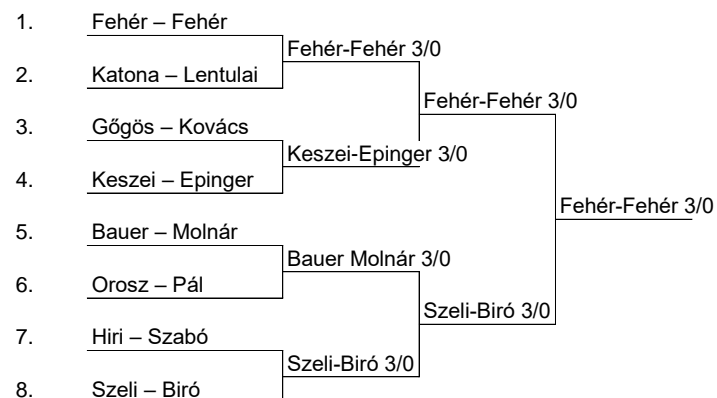 1. Fehér – Fehér
Fehér-Fehér 3/0
2. Katona – Lentulai
Fehér-Fehér 3/0
3. Gőgös – Kovács
Keszei-Epinger 3/0
4. Keszei – Epinger
Fehér-Fehér 3/0
5. Bauer – Molnár
Bauer Molnár 3/0
6. Orosz – Pál
Szeli-Biró 3/0
7. Hiri – Szabó
Szeli-Biró 3/0
8. Szeli – Biró